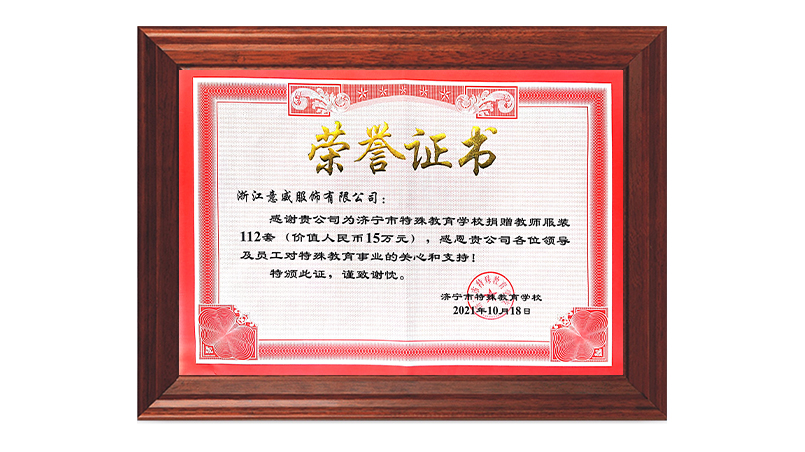 荣誉证书
浙江意威服饰有限公司：
感谢贵公司为济宁市特殊教育学校捐赠教师服装
112套（价值人民币15万元），感恩贵公司各位领导
及员工对特殊教育事业的关心和支持！
特颁此证，谨致谢忱。
济宁市特殊教育学校
2021年10月18日